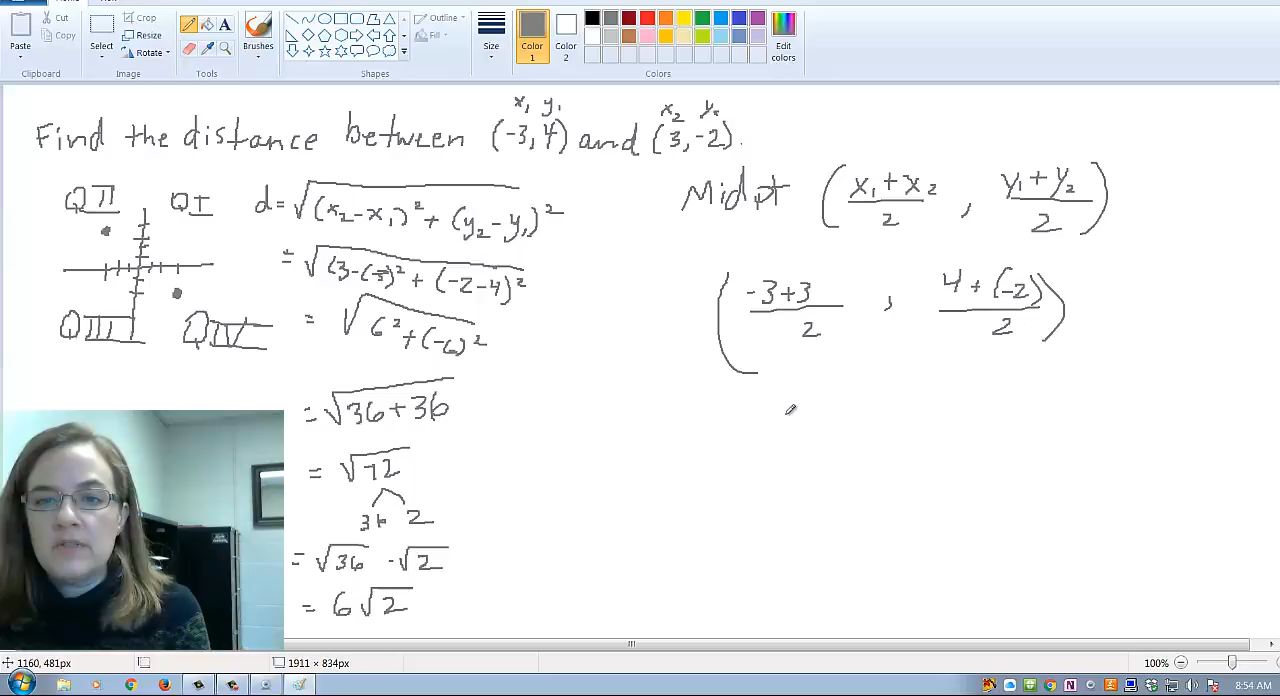 Home
Paste
Cut
Copy
Clipboard
Select
Crop
Resize
Rotate
Image
Tools
Brushes
Outline
Fill
Shapes
Size
Color 1
Color 2
Edit colors
Colors
x₁ y₁ x₂ y₂
Find the distance between (-3, 4) and (3, -2).
QII QI
QIII QIV
d = √(x₂ - x₁)² + (y₂ - y₁)²
= √(3 - (-3))² + (-2 - 4)²
= √6² + (-6)²
= √36 + 36
= √72
36 2
= √36 · √2
= 6√2
Midpt (x₁ + x₂ / 2 , y₁ + y₂ / 2)
(-3 + 3 / 2 , 4 + (-2) / 2)
1160, 481px
1911 × 834px
100%
8:54 AM